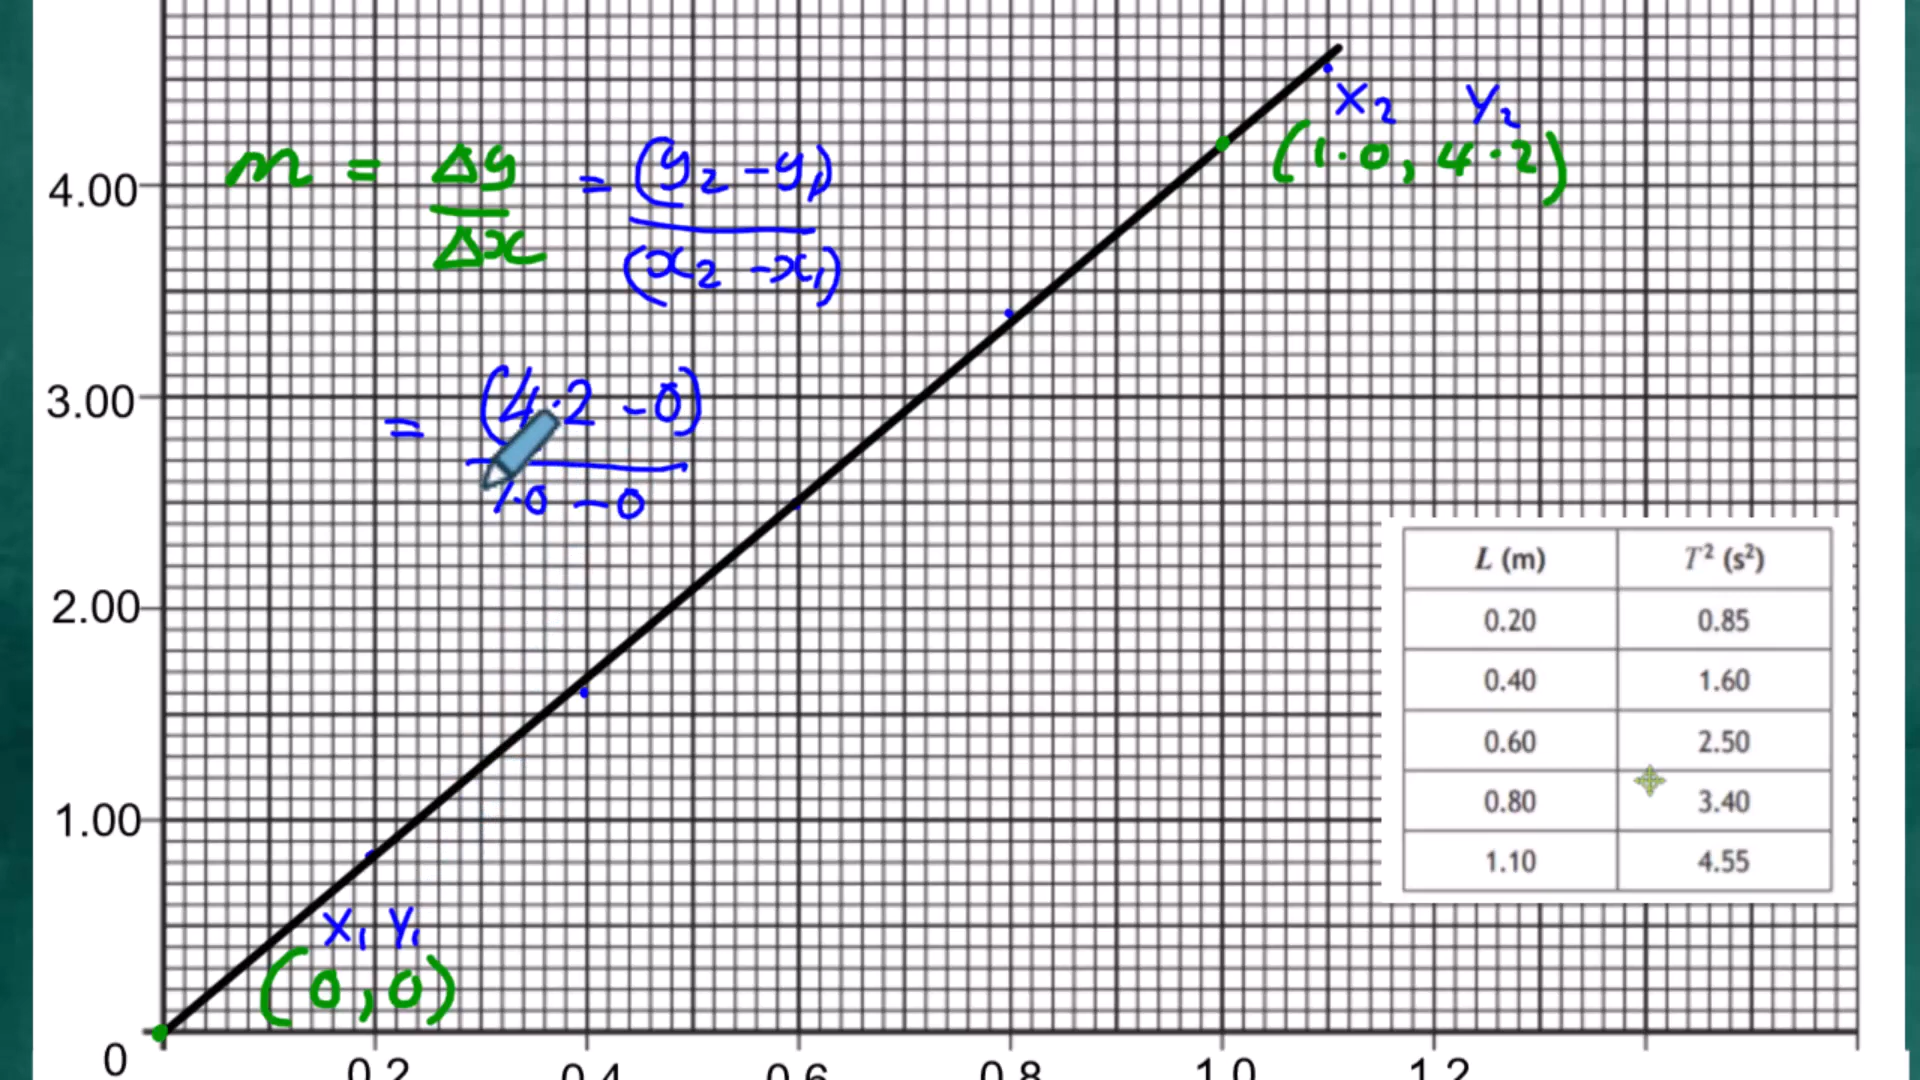 x₂ y₂
(1.0, 4.2)
m = Δy/Δx = (y₂ - y₁)/(x₂ - x₁)
4.00
3.00
= (4.2 - 0)/1.0 - 0
2.00
1.00
L (m) T² (s²)
0.20 0.85
0.40 1.60
0.60 2.50
0.80 3.40
1.10 4.55
x₁ y₁
(0, 0)
0 0.2 0.4 0.6 0.8 1.0 1.2